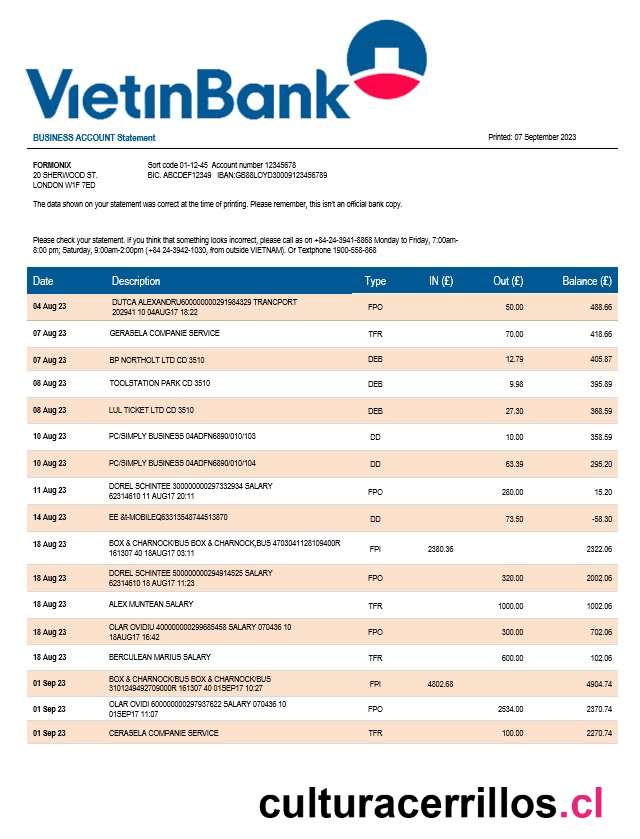 VietinBank
BUSINESS ACCOUNT Statement Printed: 07 September 2023
FORMONIX Sort code 01-12-45 Account number 12345678
20 SHERWOOD ST. BIC. ABCDEF12349 IBAN:GB88LOYD30009123456789
LONDON W1F 7ED
The data shown on your statement was correct at the time of printing. Please remember, this isn't an official bank copy.
Please check your statement. If you think that something looks incorrect, please call as on +84-24-3941-8868 Monday to Friday, 7:00am-
8:00 pm; Saturday, 9:00am-2:00pm (+84 24-3942-1030, from outside VIETNAM). Or Textphone 1900-558-868
Date Description Type IN (£) Out (£) Balance (£)
04 Aug 23 DUTCA ALEXANDRU600000000291984329 TRANCPORT
202941 10 04AUG17 18:22 FPO 50.00 488.66
07 Aug 23 GERASELA COMPANIE SERVICE TFR 70.00 418.66
07 Aug 23 BP NORTHOLT LTD CD 3510 DEB 12.79 405.87
08 Aug 23 TOOLSTATION PARK CD 3510 DEB 9.98 395.89
08 Aug 23 LUL TICKET LTD CD 3510 DEB 27.30 368.59
10 Aug 23 PC/SIMPLY BUSINESS 04ADFN6890/010/103 DD 10.00 358.59
10 Aug 23 PC/SIMPLY BUSINESS 04ADFN6890/010/104 DD 63.39 295.20
11 Aug 23 DOREL SCHINTEE 300000000297332934 SALARY
62314610 11 AUG17 20:11 FPO 280.00 15.20
14 Aug 23 EE &t-MOBILEQ63313548744513870 DD 73.50 -58.30
18 Aug 23 BOX & CHARNOCK/BUS BOX & CHARNOCK,BUS 4703041128109400R
161307 40 18AUG17 03:11 FPI 2380.36 2322.06
18 Aug 23 DOREL SCHINTEE 500000000294914525 SALARY
62314610 18 AUG17 11:23 FPO 320.00 2002.06
18 Aug 23 ALEX MUNTEAN SALARY TFR 1000.00 1002.06
18 Aug 23 OLAR OVIDIU 400000000299685458 SALARY 070436 10
18AUG17 16:42 FPO 300.00 702.06
18 Aug 23 BERCULEAN MARIUS SALARY TFR 600.00 102.06
01 Sep 23 BOX & CHARNOCK/BUS BOX & CHARNOCK/BUS
3101249492709000R 161307 40 01SEP17 10:27 FPI 4802.68 4904.74
01 Sep 23 OLAR OVIDI 600000000297937622 SALARY 070436 10
01SEP17 11:07 FPO 2534.00 2370.74
01 Sep 23 CERASELA COMPANIE SERVICE TFR 100.00 2270.74
culturacerrillos.cl